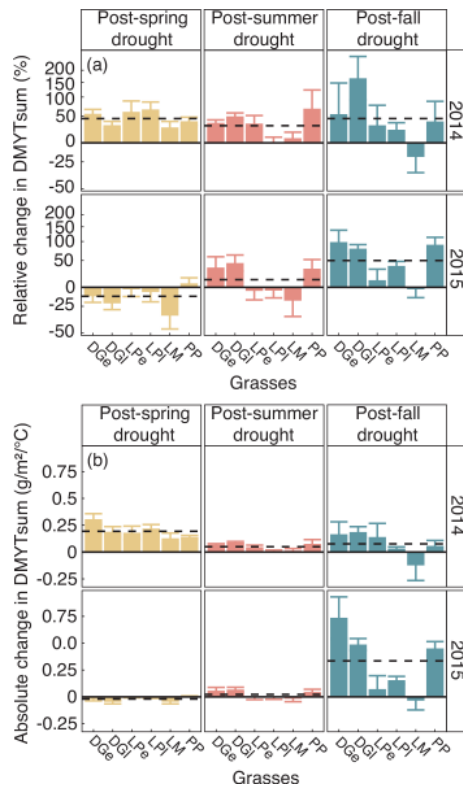 Post-spring drought
Post-summer drought
Post-fall drought
(a)
Relative change in DMYTsum (%)
200
150
100
50
0
-25
-50
2014
200
150
100
50
0
-25
-50
2015
DGe DGl LPe LPl LM PP
DGe DGl LPe LPl LM PP
DGe DGl LPe LPl LM PP
Grasses
Post-spring drought
Post-summer drought
Post-fall drought
(b)
Absolute change in DMYTsum (g/m²/°C)
0.75
0.5
0.25
0
-0.25
2014
0.75
0.0
0.25
0
-0.25
2015
DGe DGl LPe LPl LM PP
DGe DGl LPe LPl LM PP
DGe DGl LPe LPl LM PP
Grasses